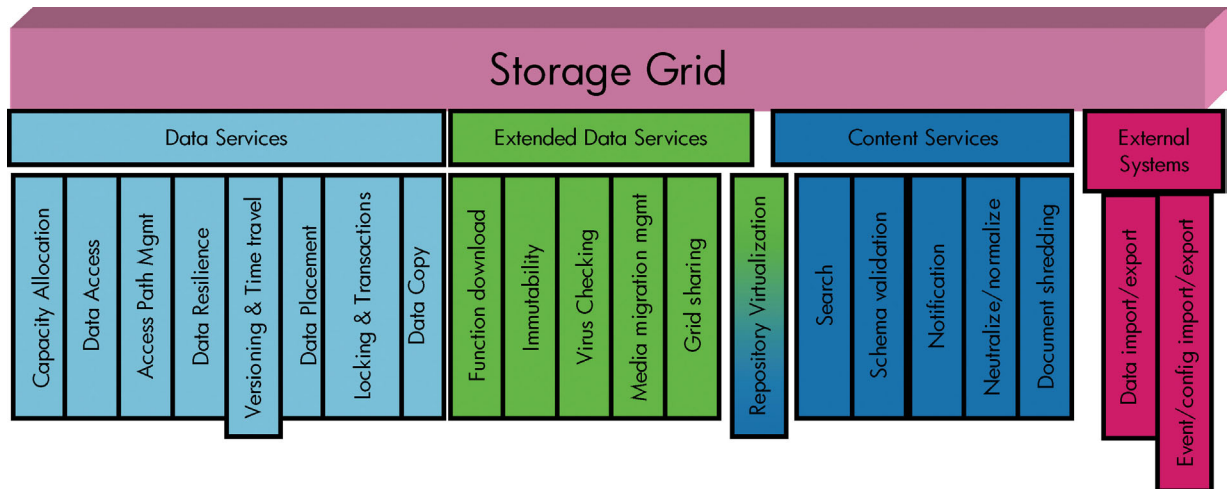 Storage Grid
Data Services
Extended Data Services
Content Services
External
Systems
Capacity Allocation
Data Access
Access Path Mgmt
Data Resilience
Versioning & Time travel
Data Placement
Locking & Transactions
Data Copy
Function download
Immutability
Virus Checking
Media migration mgmt
Grid sharing
Repository Virtualization
Search
Schema validation
Notification
Neutralize/normalize
Document shredding
Data import/export
Event/config import/export